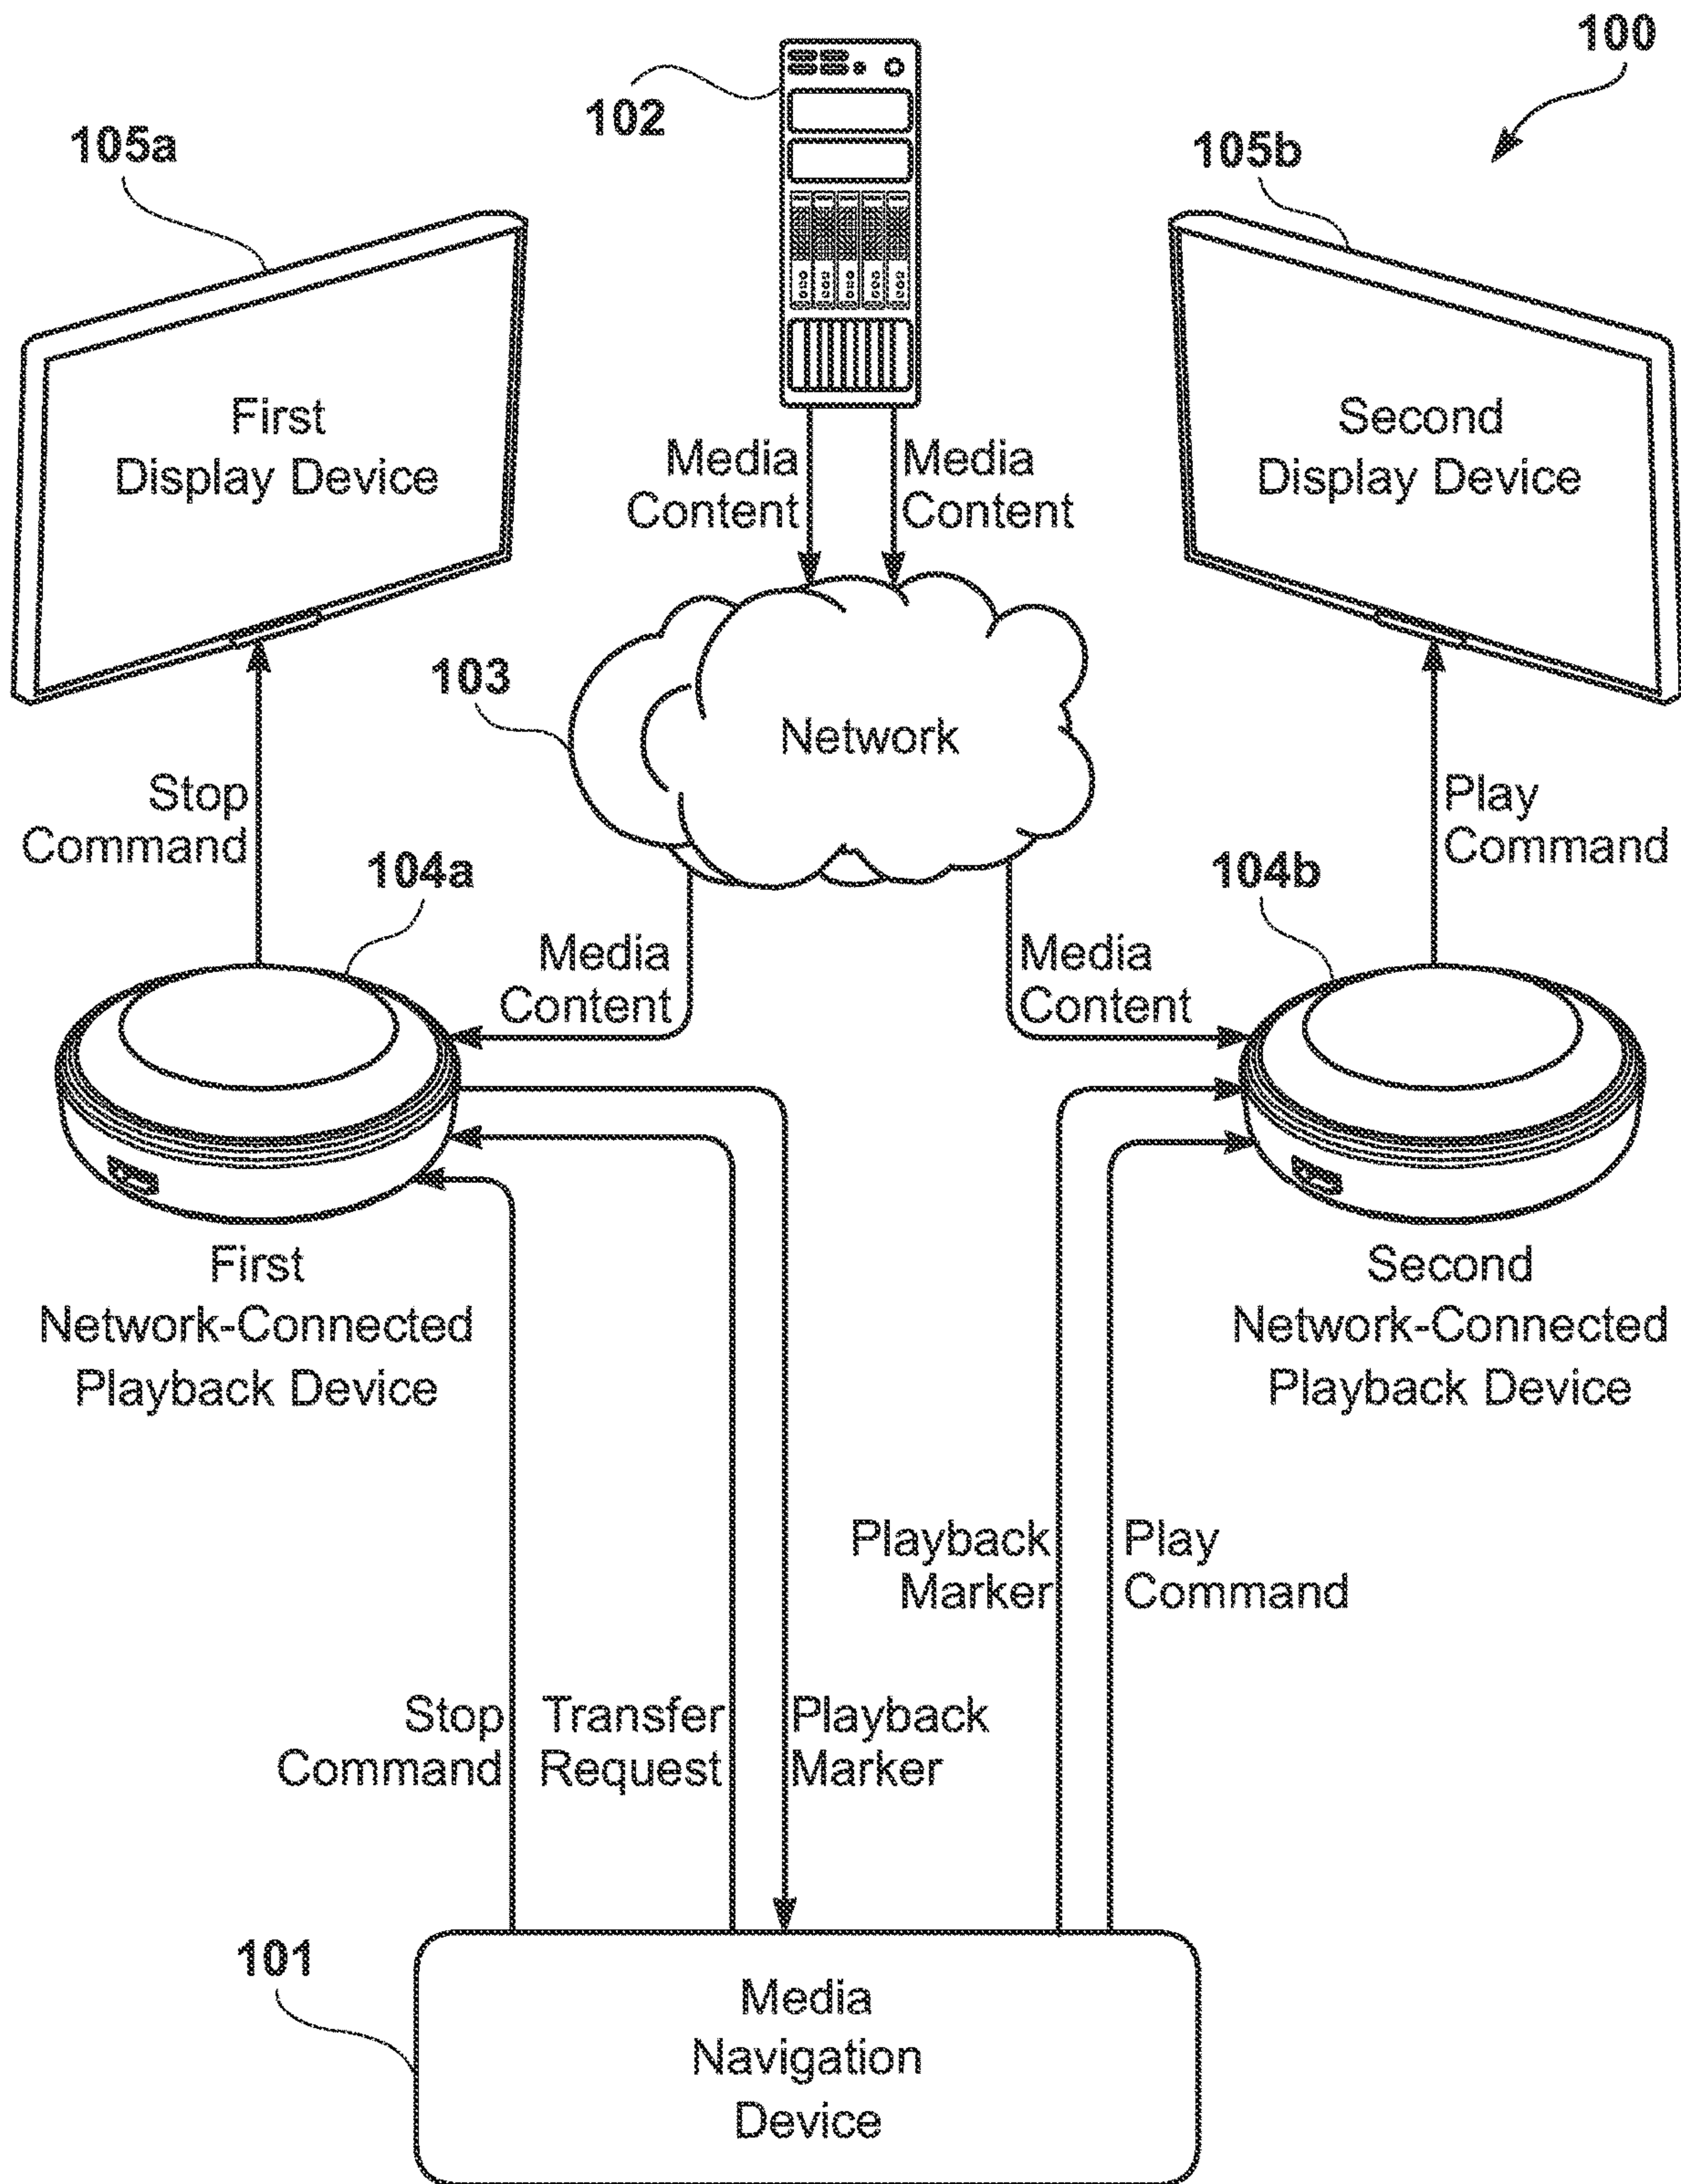 100
102
105a
105b
First
Display Device
Second
Display Device
Media
Content
Media
Content
103
Network
Stop
Command
Play
Command
104a
104b
Media
Content
Media
Content
First
Network-Connected
Playback Device
Second
Network-Connected
Playback Device
Playback
Marker
Play
Command
Stop
Command
Transfer
Request
Playback
Marker
101
Media
Navigation
Device